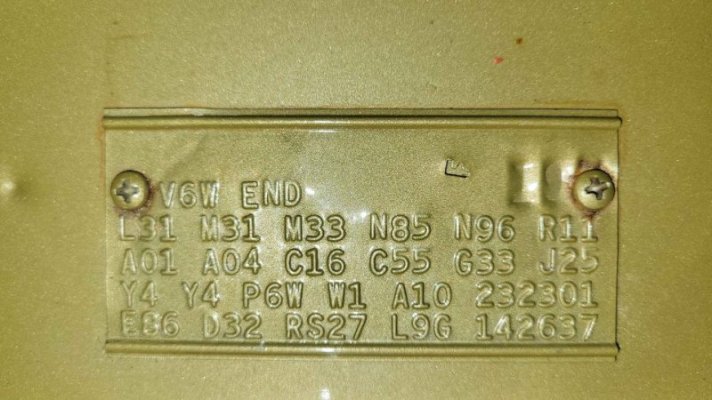 V6W END
L31 M31 M33 N85 N96 R11
A01 A04 C16 C55 G33 J25
Y4 Y4 P6W W1 A10 232301
E86 D32 RS27 L9G 142637